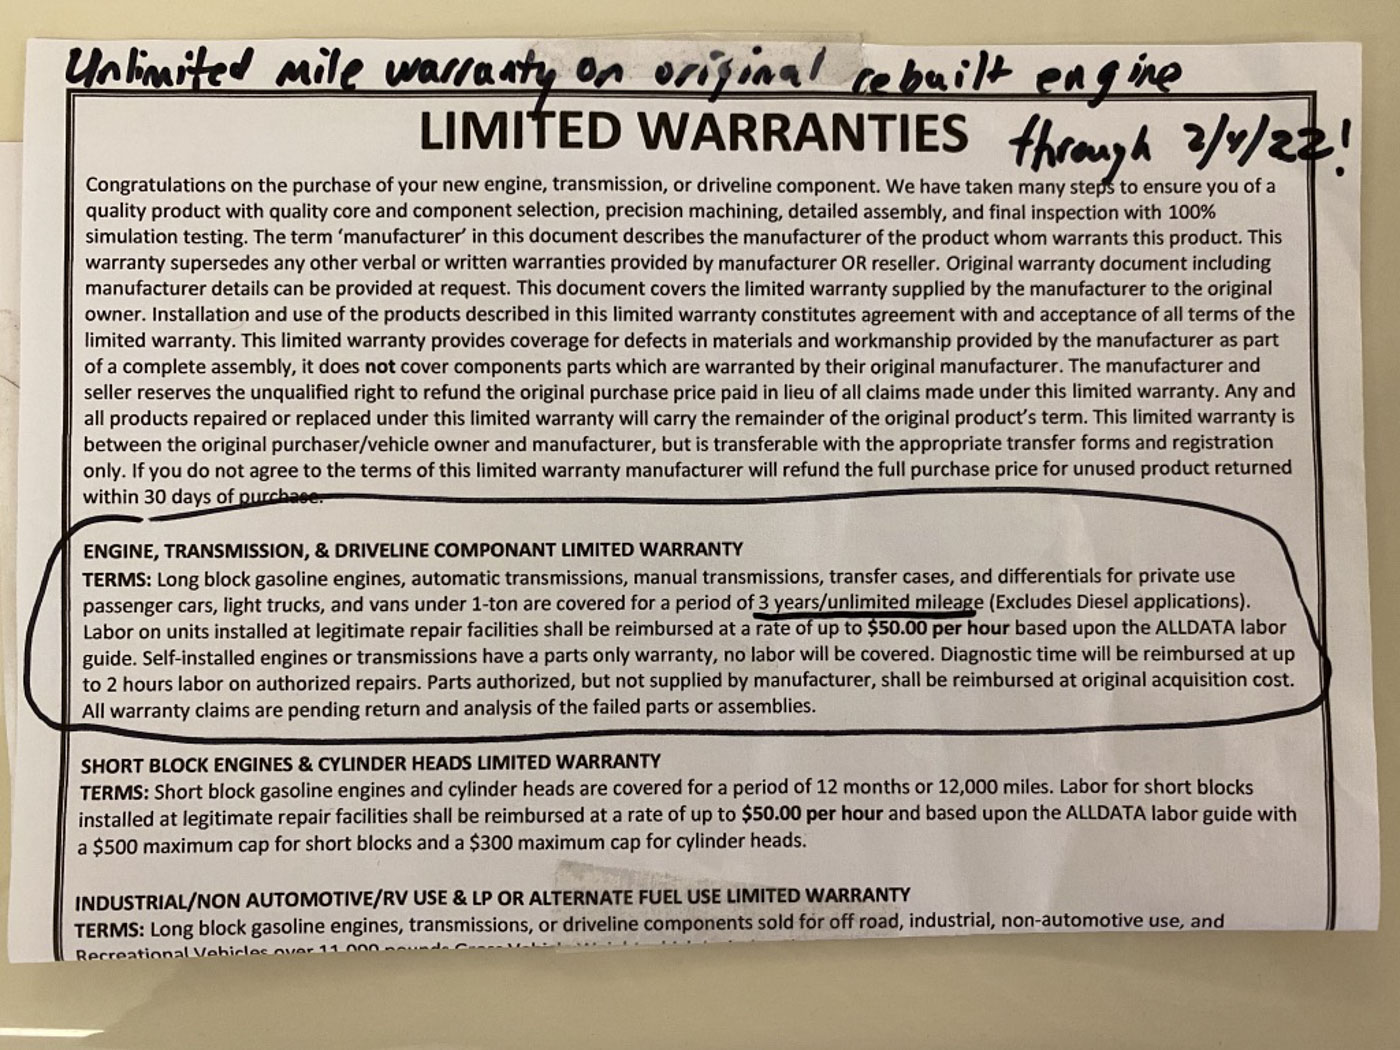 Unlimited mile warranty on original rebuilt engine
through 2/4/22!
LIMITED WARRANTIES
Congratulations on the purchase of your new engine, transmission, or driveline component. We have taken many steps to ensure you of a
quality product with quality core and component selection, precision machining, detailed assembly, and final inspection with 100%
simulation testing. The term ‘manufacturer’ in this document describes the manufacturer of the product whom warrants this product. This
warranty supersedes any other verbal or written warranties provided by manufacturer OR reseller. Original warranty document including
manufacturer details can be provided at request. This document covers the limited warranty supplied by the manufacturer to the original
owner. Installation and use of the products described in this limited warranty constitutes agreement with and acceptance of all terms of the
limited warranty. This limited warranty provides coverage for defects in materials and workmanship provided by the manufacturer as part
of a complete assembly, it does not cover components parts which are warranted by their original manufacturer. The manufacturer and
seller reserves the unqualified right to refund the original purchase price paid in lieu of all claims made under this limited warranty. Any and
all products repaired or replaced under this limited warranty will carry the remainder of the original product’s term. This limited warranty is
between the original purchaser/vehicle owner and manufacturer, but is transferable with the appropriate transfer forms and registration
only. If you do not agree to the terms of this limited warranty manufacturer will refund the full purchase price for unused product returned
within 30 days of purchase.
ENGINE, TRANSMISSION, & DRIVELINE COMPONANT LIMITED WARRANTY
TERMS: Long block gasoline engines, automatic transmissions, manual transmissions, transfer cases, and differentials for private use
passenger cars, light trucks, and vans under 1-ton are covered for a period of 3 years/unlimited mileage (Excludes Diesel applications).
Labor on units installed at legitimate repair facilities shall be reimbursed at a rate of up to $50.00 per hour based upon the ALLDATA labor
guide. Self-installed engines or transmissions have a parts only warranty, no labor will be covered. Diagnostic time will be reimbursed at up
to 2 hours labor on authorized repairs. Parts authorized, but not supplied by manufacturer, shall be reimbursed at original acquisition cost.
All warranty claims are pending return and analysis of the failed parts or assemblies.
SHORT BLOCK ENGINES & CYLINDER HEADS LIMITED WARRANTY
TERMS: Short block gasoline engines and cylinder heads are covered for a period of 12 months or 12,000 miles. Labor for short blocks
installed at legitimate repair facilities shall be reimbursed at a rate of up to $50.00 per hour and based upon the ALLDATA labor guide with
a $500 maximum cap for short blocks and a $300 maximum cap for cylinder heads.
INDUSTRIAL/NON AUTOMOTIVE/RV USE & LP OR ALTERNATE FUEL USE LIMITED WARRANTY
TERMS: Long block gasoline engines, transmissions, or driveline components sold for off road, industrial, non-automotive use, and
Recreational Vehicles over 11,000 pounds Gross